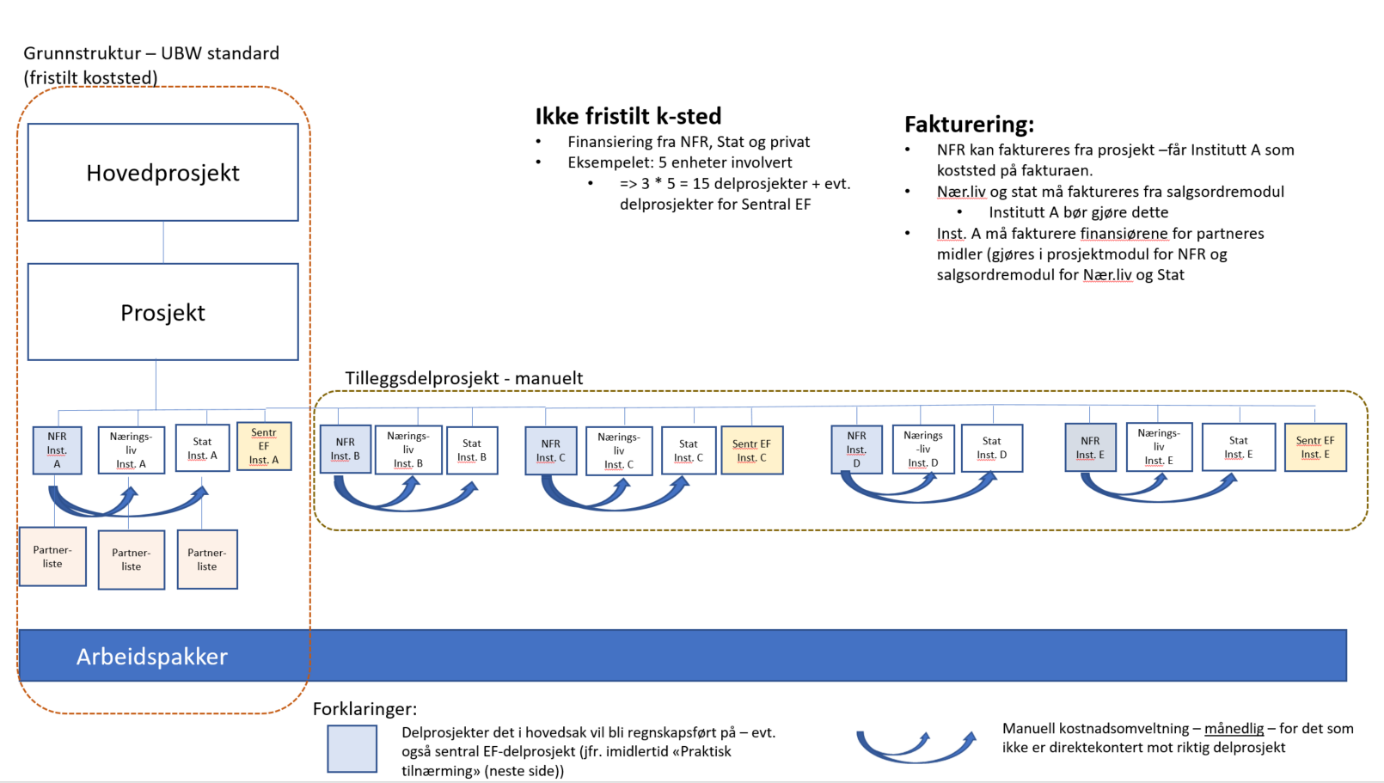 Grunnstruktur – UBW standard
(fristilt koststed)
Hovedprosjekt
Prosjekt
Ikke fristilt k-sted
• Finansiering fra NFR, Stat og privat
• Eksempelet: 5 enheter involvert
• => 3 * 5 = 15 delprosjekter + evt.
delprosjekter for Sentral EF
Fakturering:
• NFR kan faktureres fra prosjekt –får Institutt A som
koststed på fakturaen.
• Nær.liv og stat må faktureres fra salgsordremodul
• Institutt A bør gjøre dette
• Inst. A må fakturere finansiørene for partneres
midler (gjøres i prosjektmodul for NFR og
salgsordremodul for Nær.liv og Stat
Tilleggsdelprosjekt - manuelt
NFR
Inst.
A
Nærings-
liv
Inst. A
Stat
Inst. A
Sentr
EF
Inst. A
NFR
Inst. B
Nærings-
liv
Inst. B
Stat
Inst. B
NFR
Inst. C
Nærings-
liv
Inst. C
Stat
Inst. C
Sentr EF
Inst. C
NFR
Inst.
D
Nærings
-liv
Inst. D
Stat
Inst. D
NFR
Inst. E
Nærings-
liv
Inst. E
Stat
Inst. E
Sentr EF
Inst. E
Partner-
liste
Partner-
liste
Partner-
liste
Arbeidspakker
Forklaringer:
Delprosjekter det i hovedsak vil bli regnskapsført på – evt.
også sentral EF-delprosjekt (jfr. imidlertid «Praktisk
tilnærming» (neste side))
Manuell kostnadsomveltning – månedlig – for det som
ikke er direktekontert mot riktig delprosjekt